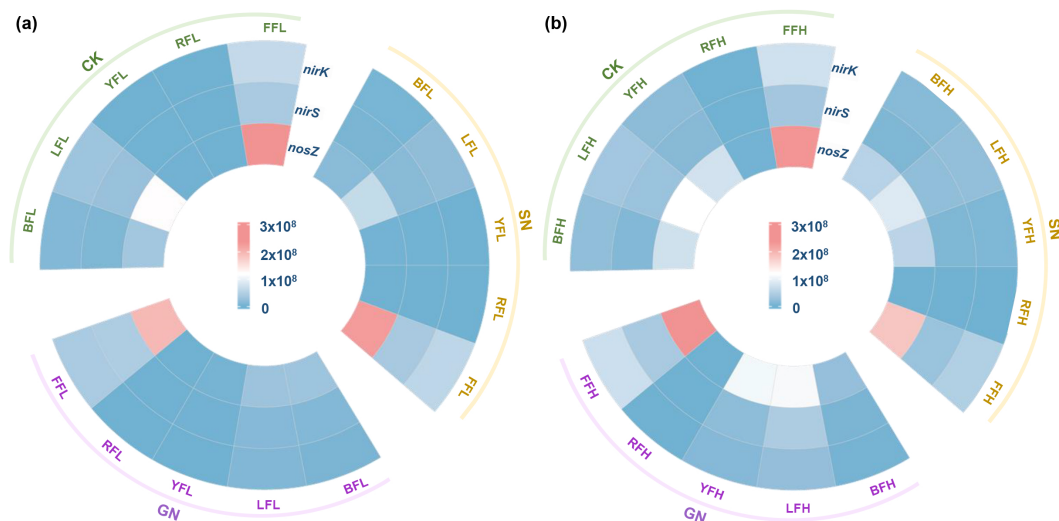 (a)
CK
BFL
LFL
YFL
RFL
FFL
nirK
nirS
nosZ
SN
BFL
LFL
YFL
RFL
FFL
GN
FFL
RFL
YFL
LFL
BFL
3x10⁸
2x10⁸
1x10⁸
0
(b)
CK
BFH
LFH
YFH
RFH
FFH
nirK
nirS
nosZ
SN
BFH
LFH
YFH
RFH
FFH
GN
FFH
RFH
YFH
LFH
BFH
3x10⁸
2x10⁸
1x10⁸
0